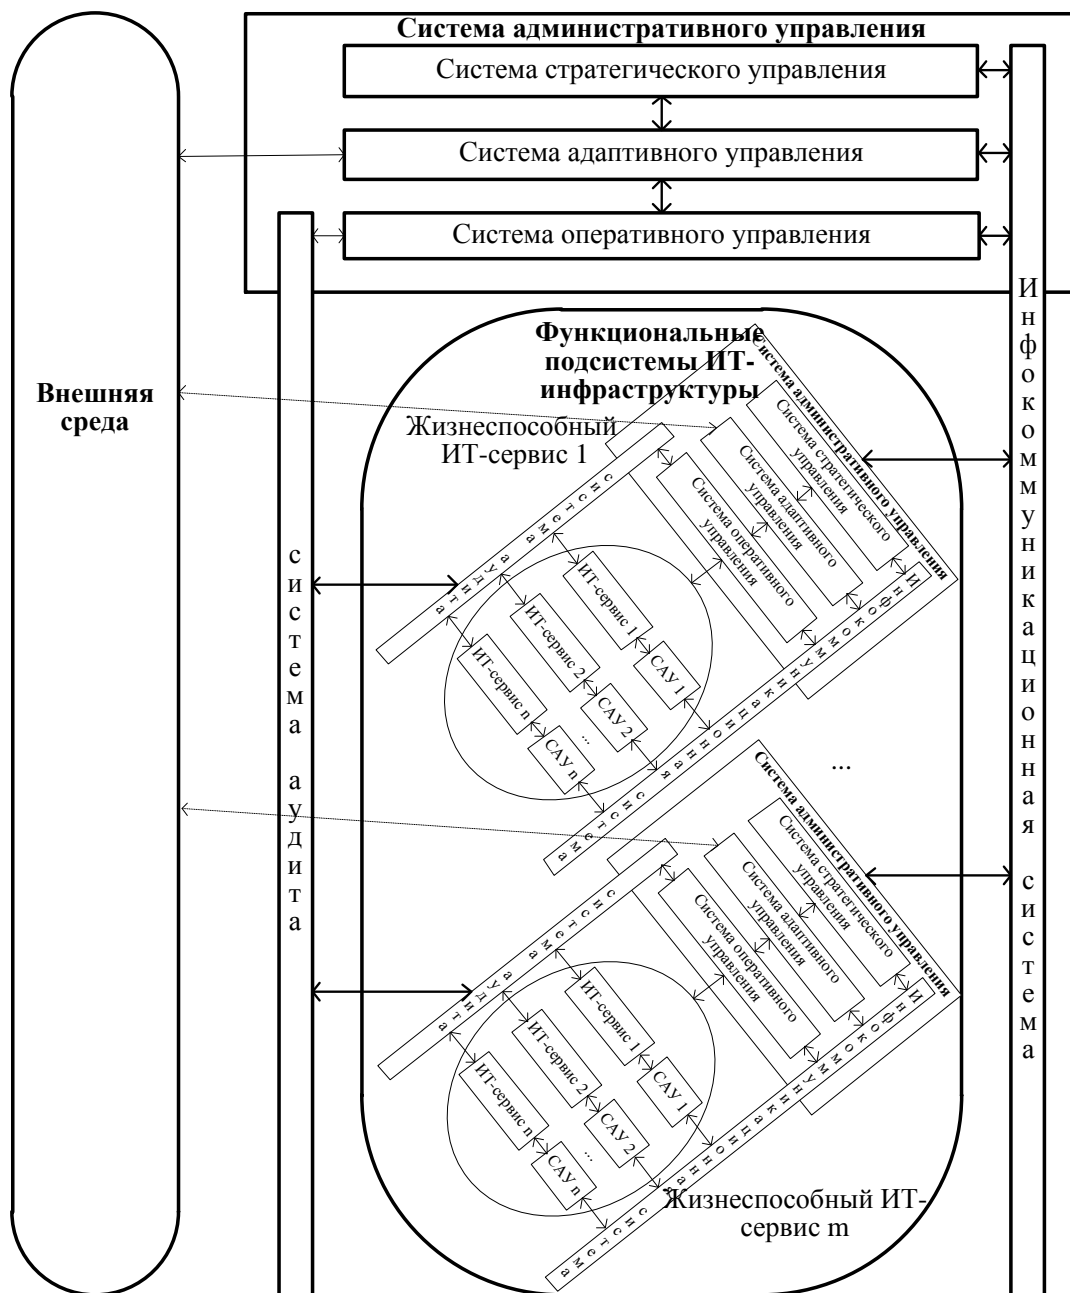 Система административного управления
Система стратегического управления
Система адаптивного управления
Система оперативного управления
Внешняя
среда
система аудита
Инфокоммуникационная система
Функциональные
подсистемы ИТ-
инфраструктуры
Жизнеспособный
ИТ-сервис 1
Система административного управления
Система стратегического
управления
Система адаптивного
управления
Система оперативного
управления
система аудита
ИТ-сервис 1
САУ 1
ИТ-сервис 2
САУ 2
...
ИТ-сервис n
САУ n
Инфокоммуникационная система
...
Система административного управления
Система стратегического
управления
Система адаптивного
управления
Система оперативного
управления
система аудита
ИТ-сервис 1
САУ 1
ИТ-сервис 2
САУ 2
...
ИТ-сервис n
САУ n
Инфокоммуникационная система
Жизнеспособный ИТ-
сервис m